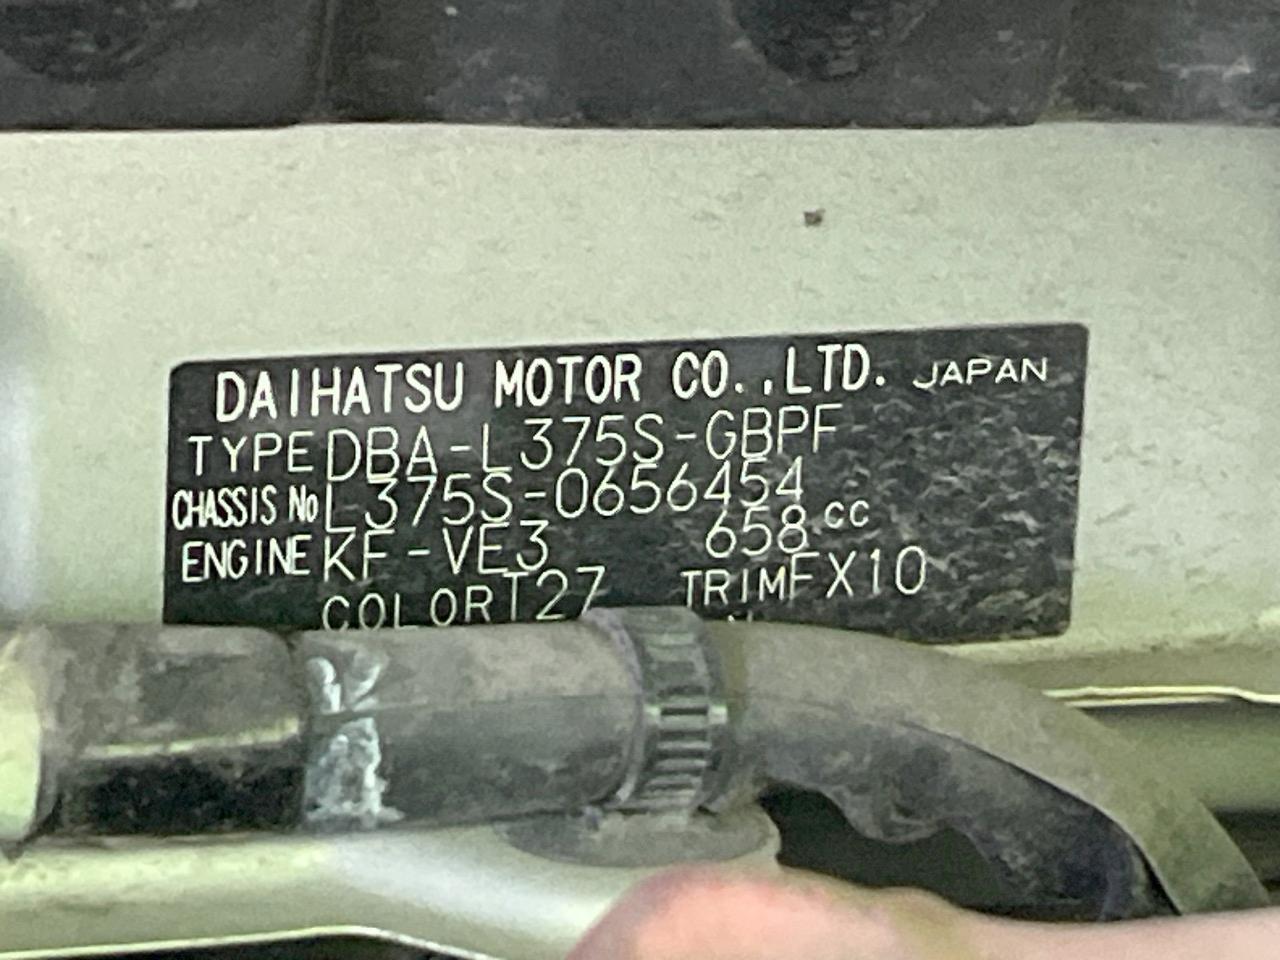 DAIHATSU MOTOR CO.,LTD. JAPAN
TYPE DBA-L375S-GBPF
CHASSIS No L375S-0656454
ENGINE KF-VE3 658 cc
COLOR T27 TRIM FX10